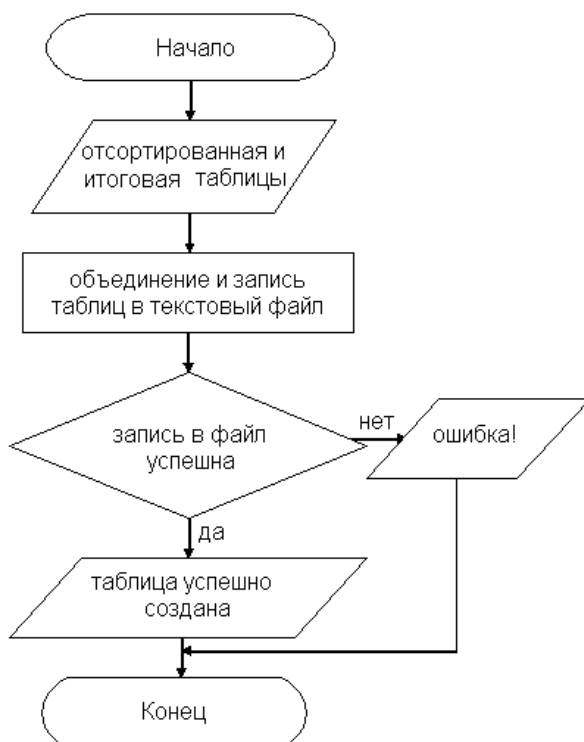 Начало
отсортированная и
итоговая таблицы
объединение и запись
таблиц в текстовый файл
запись в файл
успешна
нет
ошибка!
да
таблица успешно
создана
Конец